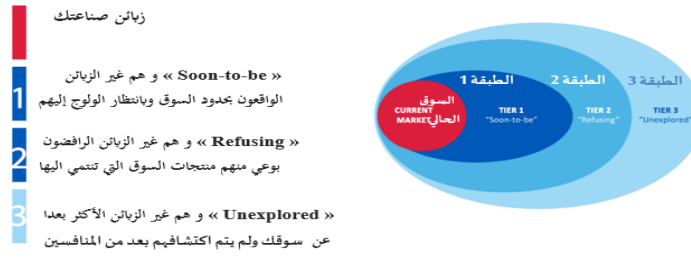 زبائن صناعتك
1
« Soon-to-be » و هم غير الزبائن
الواقعون بحدود السوق وبانتظار الولوج إليهم
2
« Refusing » و هم غير الزبائن الرافضون
بوعي منهم منتجات السوق التي تنتمي اليها
3
« Unexplored » و هم غير الزبائن الأكثر بعدا
عن سوقك ولم يتم اكتشافهم بعد من المنافسين
الطبقة 3
الطبقة 2
الطبقة 1
السوق
الحالي
CURRENT
MARKET
TIER 1
"Soon-to-be"
TIER 2
"Refusing"
TIER 3
"Unexplored"